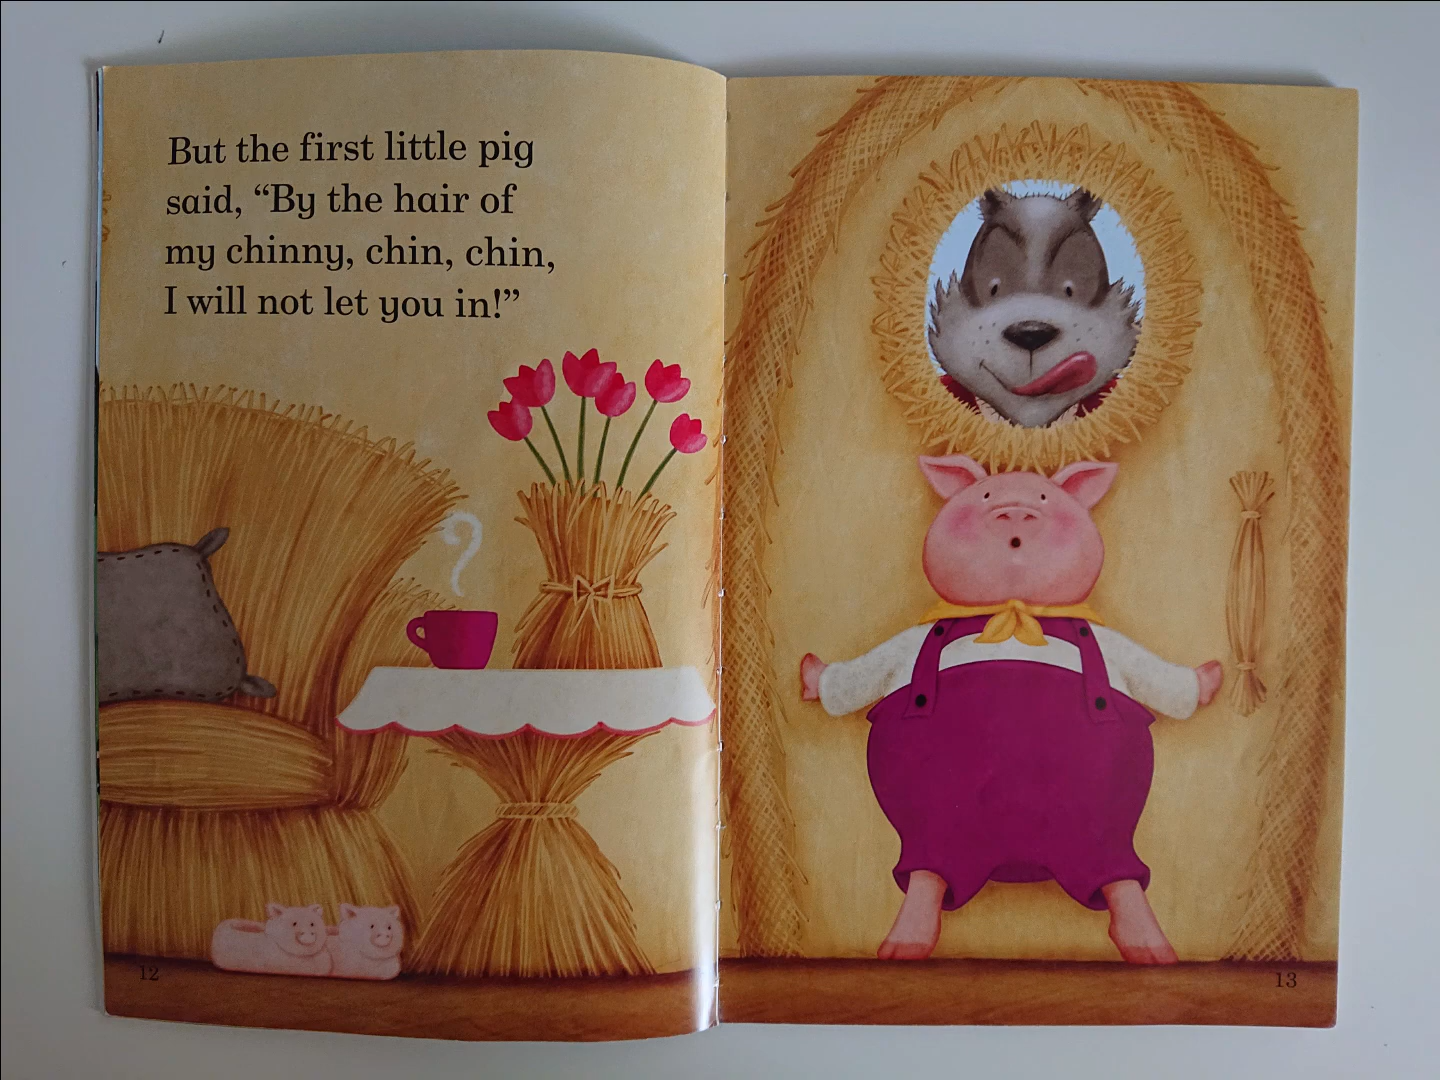 But the first little pig
said, “By the hair of
my chinny, chin, chin,
I will not let you in!”
12
13